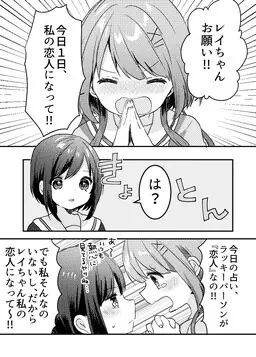 レイちゃん
お願い!!
今日1日、
私の恋人になって!!
きょとん
は？
今日の占い、
ラッキーパーソンが
『恋人』なの!!
でも私そんなの
いないし、だから
レイちゃん私の
恋人になって〜!!